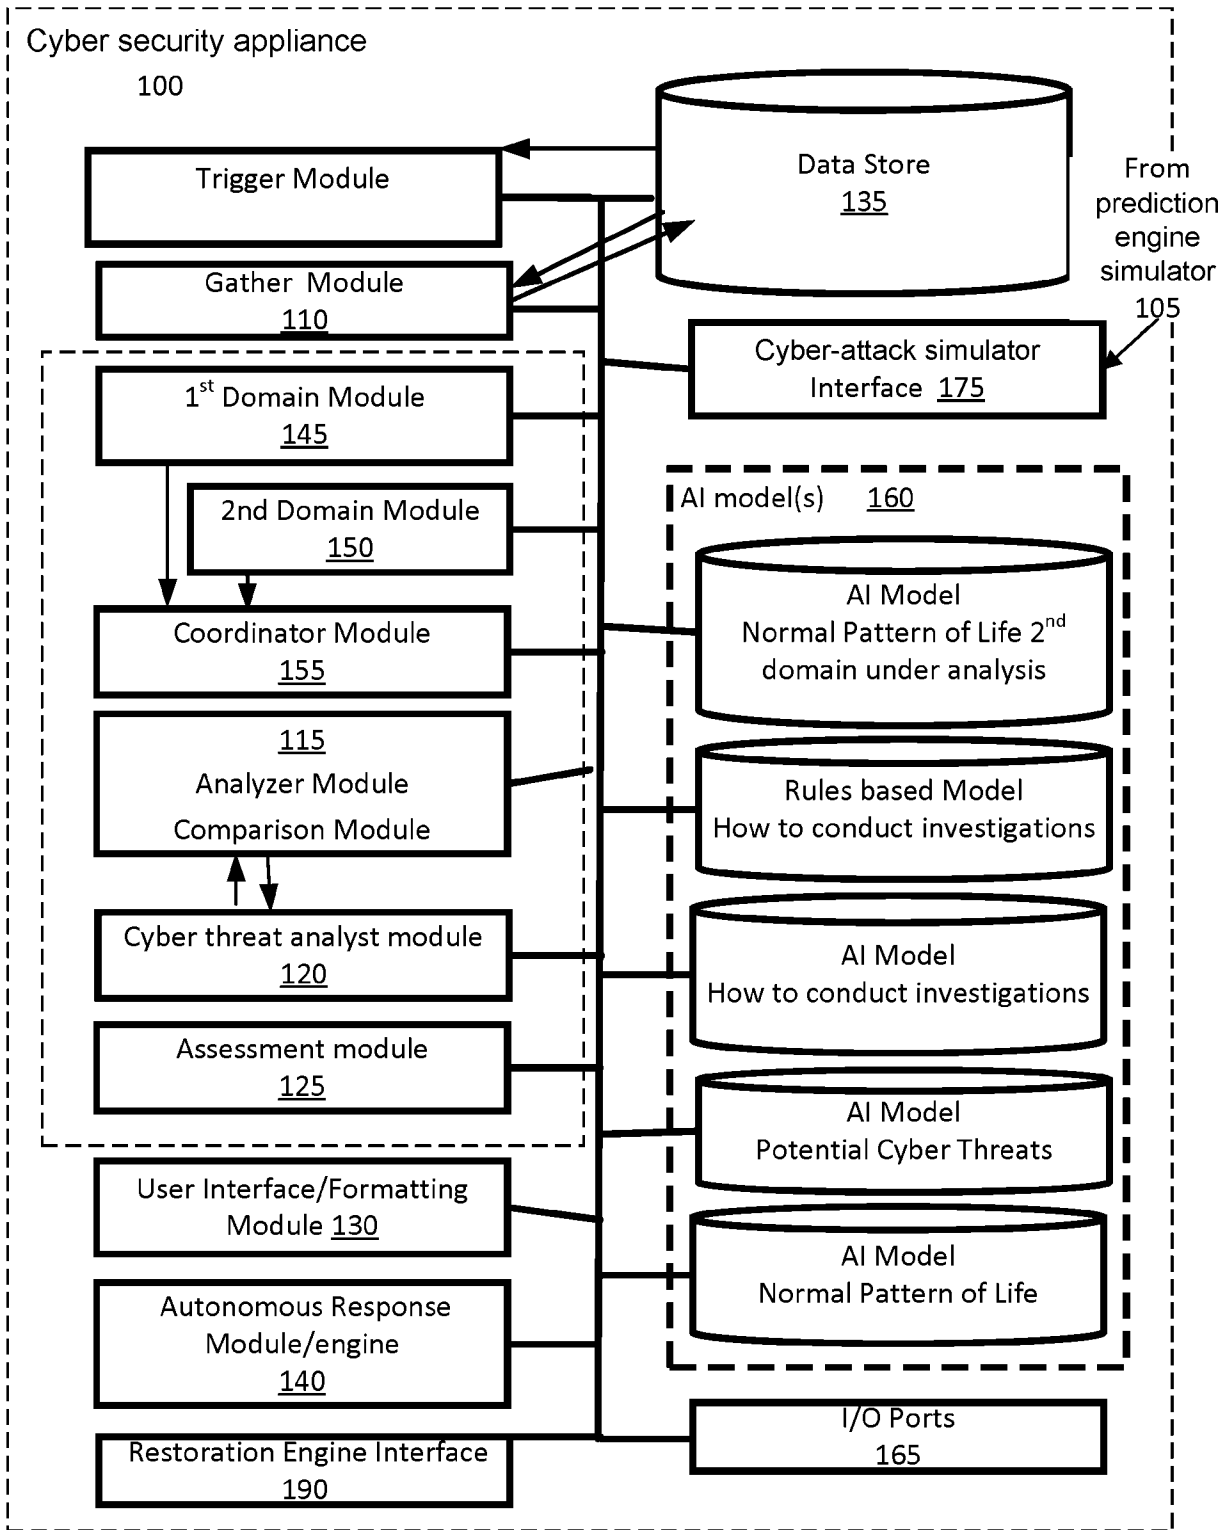 Cyber security appliance
100
Trigger Module
Data Store
135
From
prediction
engine
simulator
105
Gather Module
110
Cyber-attack simulator
Interface 175
1st Domain Module
145
2nd Domain Module
150
Coordinator Module
155
115
Analyzer Module
Comparison Module
Cyber threat analyst module
120
Assessment module
125
User Interface/Formatting
Module 130
Autonomous Response
Module/engine
140
Restoration Engine Interface
190
AI model(s) 160
AI Model
Normal Pattern of Life 2nd
domain under analysis
Rules based Model
How to conduct investigations
AI Model
How to conduct investigations
AI Model
Potential Cyber Threats
AI Model
Normal Pattern of Life
I/O Ports
165